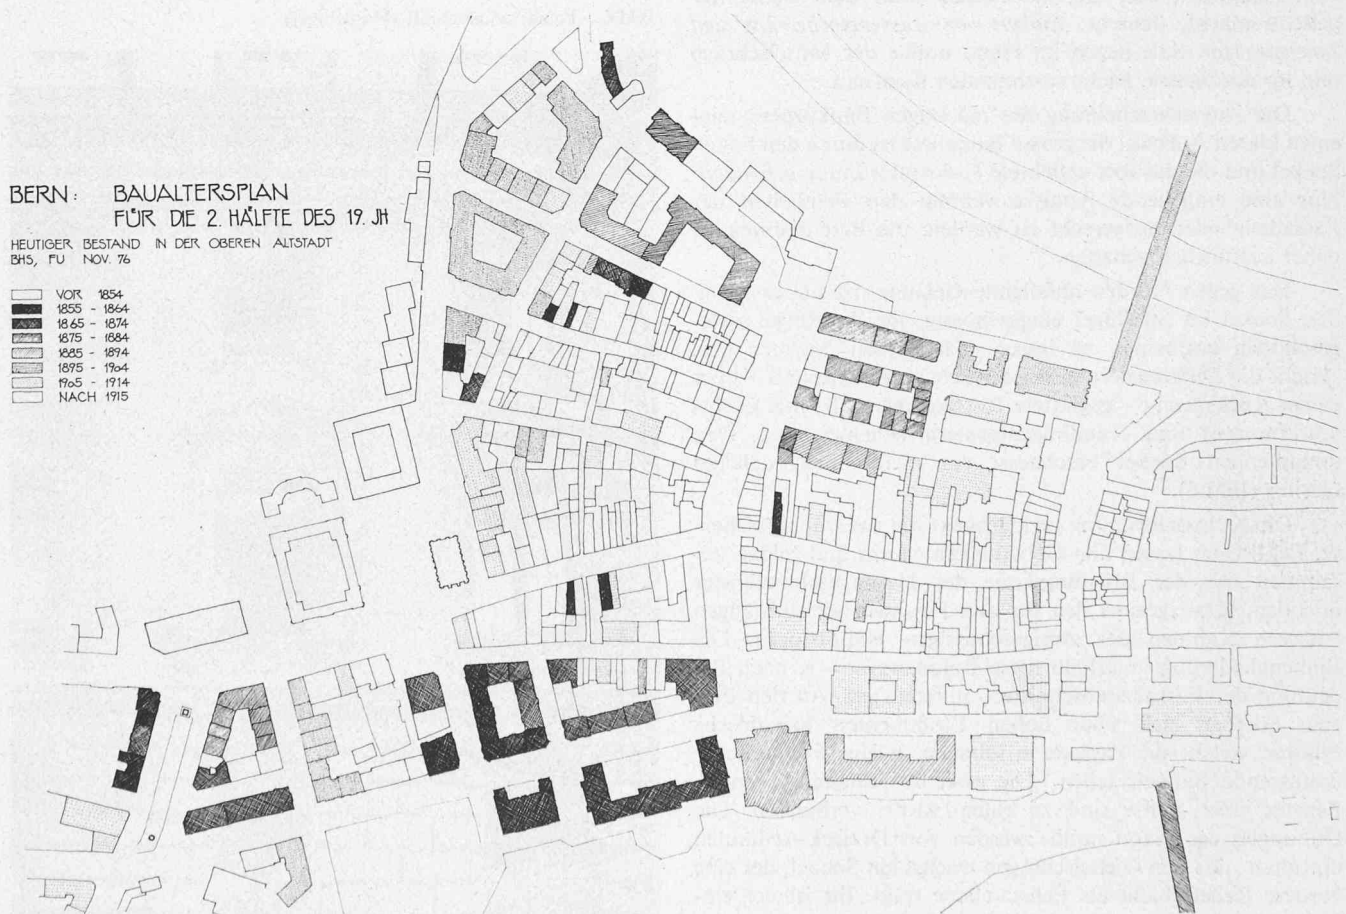 BERN: BAUALTERSPLAN
FÜR DIE 2. HÄLFTE DES 19. JH
HEUTIGER BESTAND IN DER OBEREN ALTSTADT
BHS, FU NOV. 76
VOR 1854
1855 - 1864
1865 - 1874
1875 - 1884
1885 - 1894
1895 - 1904
1905 - 1914
NACH 1915